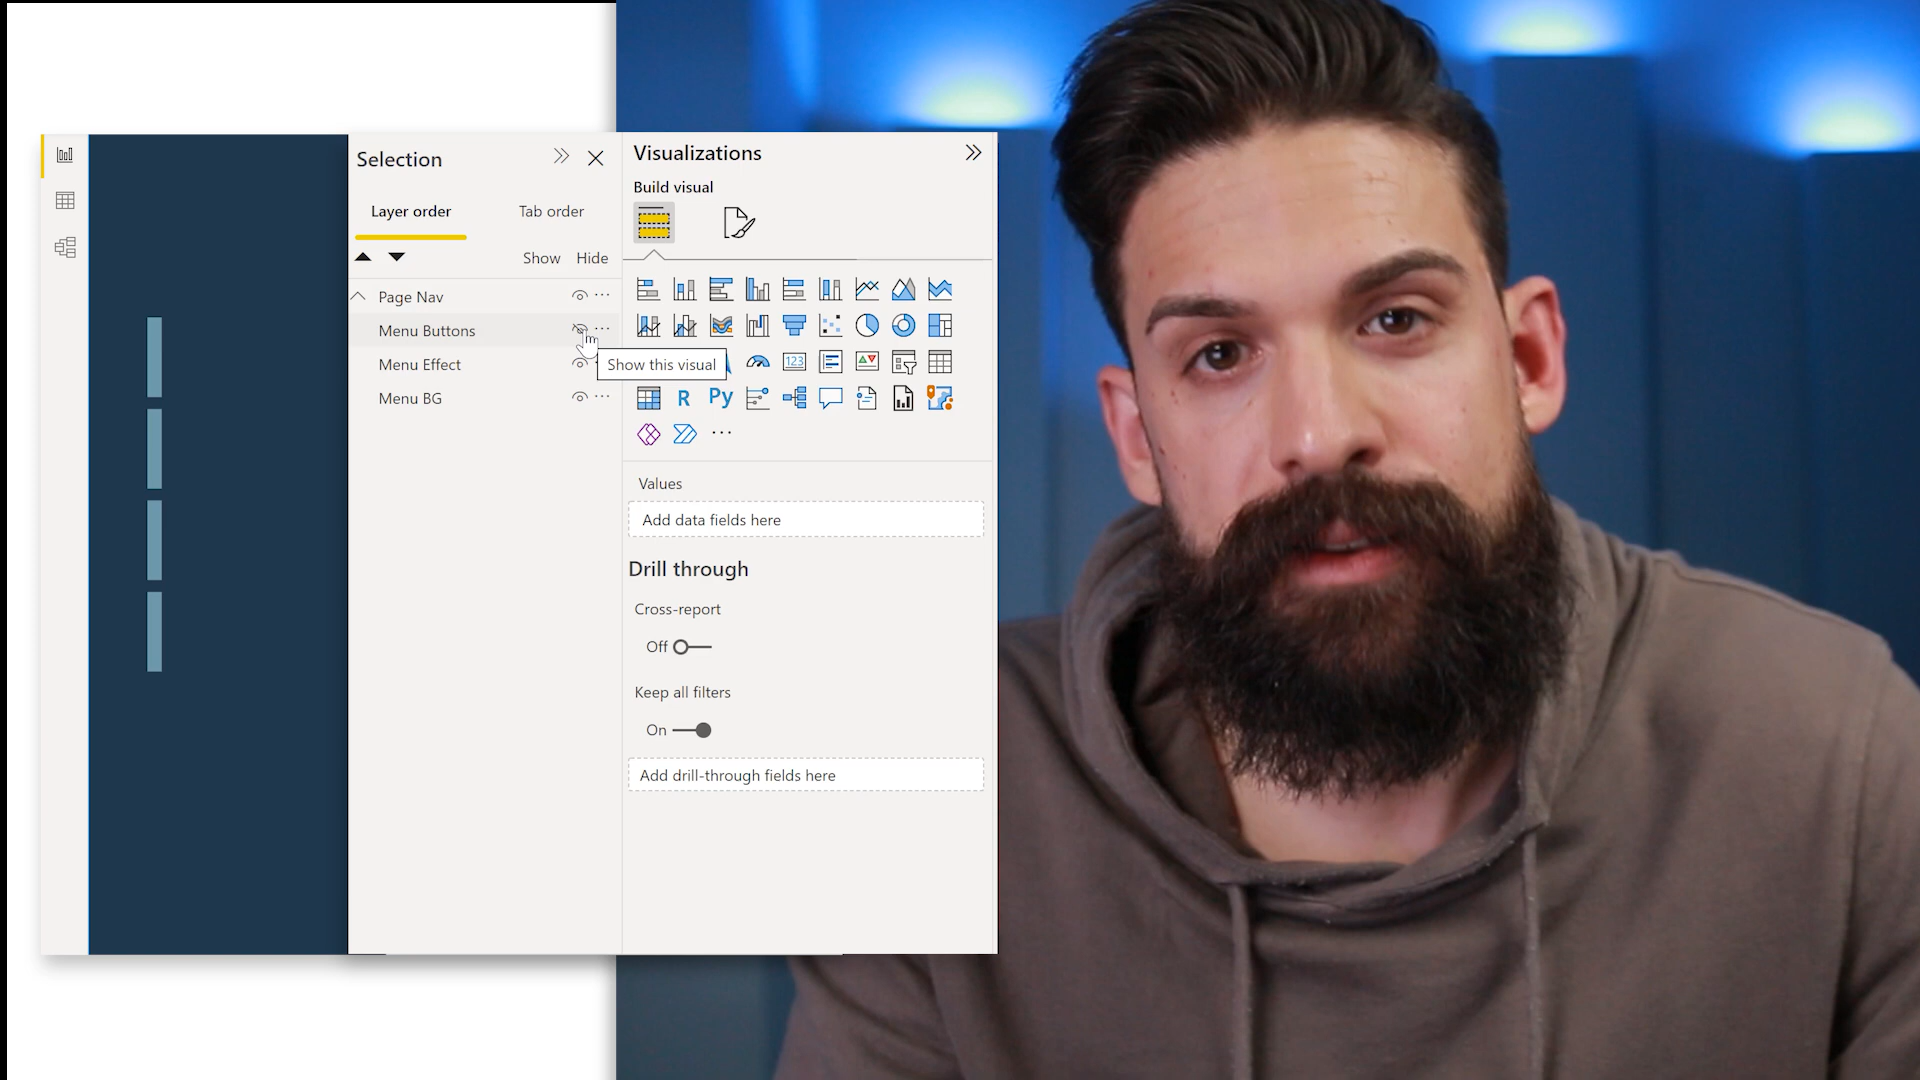 Selection
Layer order
Tab order
Show Hide
Page Nav
Menu Buttons
Menu Effect
Menu BG
Show this visual
Visualizations
Build visual
123
R
Py
Values
Add data fields here
Drill through
Cross-report
Off
Keep all filters
On
Add drill-through fields here